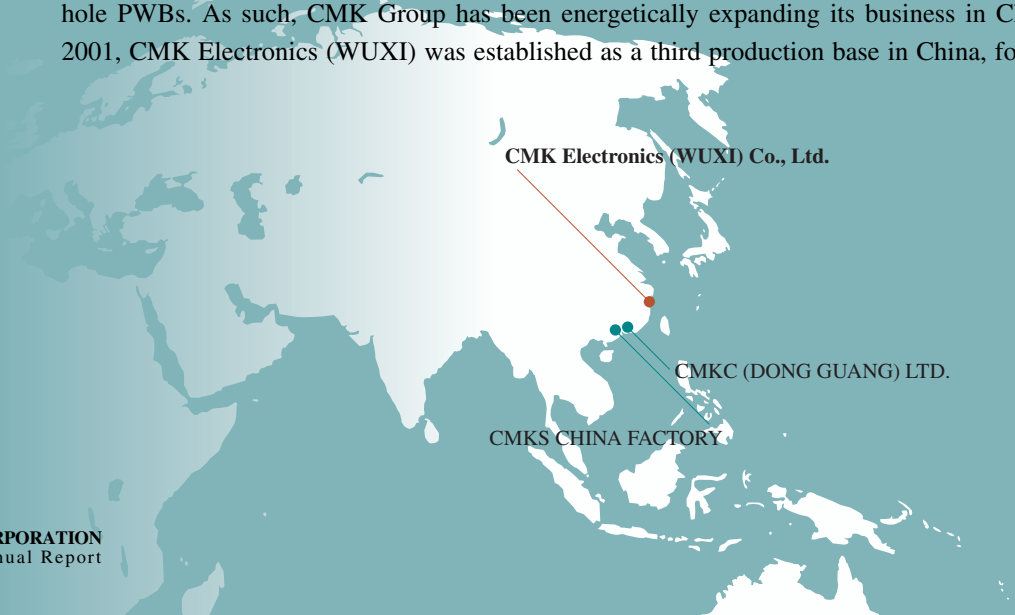 hole PWBs. As such, CMK Group has been energetically expanding its business in
2001, CMK Electronics (WUXI) was established as a third production base in China,
CMK Electronics (WUXI) Co., Ltd.
CMKC (DONG GUANG) LTD.
CMKS CHINA FACTORY
RPORATION
nual Report